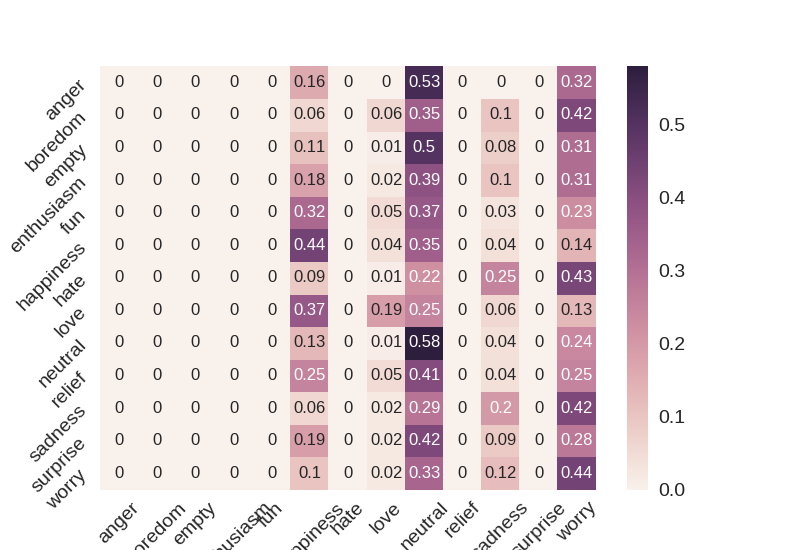 anger 0 0 0 0 0 0.16 0 0 0.53 0 0 0 0.32
boredom 0 0 0 0 0 0.06 0 0.06 0.35 0 0.1 0 0.42
empty 0 0 0 0 0 0.11 0 0.01 0.5 0 0.08 0 0.31
enthusiasm 0 0 0 0 0 0.18 0 0.02 0.39 0 0.1 0 0.31
fun 0 0 0 0 0 0.32 0 0.05 0.37 0 0.03 0 0.23
happiness 0 0 0 0 0 0.44 0 0.04 0.35 0 0.04 0 0.14
hate 0 0 0 0 0 0.09 0 0.01 0.22 0 0.25 0 0.43
love 0 0 0 0 0 0.37 0 0.19 0.25 0 0.06 0 0.13
neutral 0 0 0 0 0 0.13 0 0.01 0.58 0 0.04 0 0.24
relief 0 0 0 0 0 0.25 0 0.05 0.41 0 0.04 0 0.25
sadness 0 0 0 0 0 0.06 0 0.02 0.29 0 0.2 0 0.42
surprise 0 0 0 0 0 0.19 0 0.02 0.42 0 0.09 0 0.28
worry 0 0 0 0 0 0.1 0 0.02 0.33 0 0.12 0 0.44
anger oredom empty usiasm fun ppiness hate love neutral relief sadness surprise worry
0.5
0.4
0.3
0.2
0.1
0.0